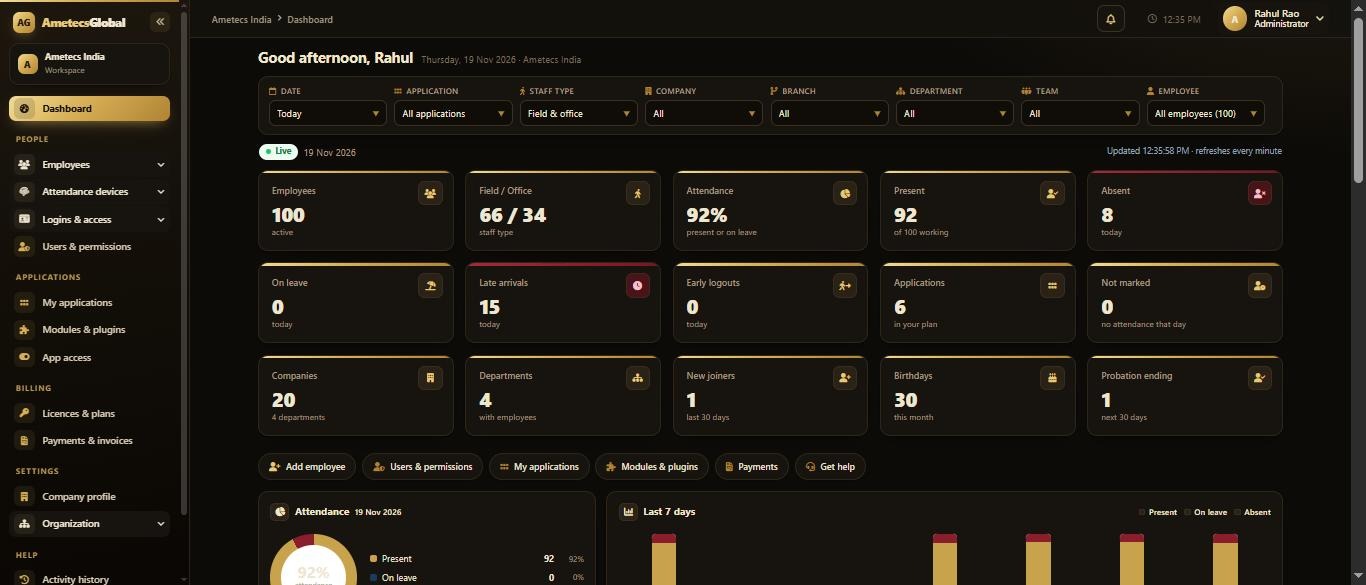 AG AmetecsGlobal
Ametecs India > Dashboard
12:35 PM
A
Rahul Rao
Administrator
A
Ametecs India
Workspace
Dashboard
PEOPLE
Employees
Attendance devices
Logins & access
Users & permissions
APPLICATIONS
My applications
Modules & plugins
App access
BILLING
Licences & plans
Payments & invoices
SETTINGS
Company profile
Organization
HELP
Activity history
Good afternoon, Rahul Thursday, 19 Nov 2026 · Ametecs India
DATE APPLICATION STAFF TYPE COMPANY BRANCH DEPARTMENT TEAM EMPLOYEE
Today All applications Field & office All All All All All employees (100)
Live 19 Nov 2026 Updated 12:35:58 PM · refreshes every minute
Employees
100
active
Field / Office
66 / 34
staff type
Attendance
92%
present or on leave
Present
92
of 100 working
Absent
8
today
On leave
0
today
Late arrivals
15
today
Early logouts
0
today
Applications
6
in your plan
Not marked
0
no attendance that day
Companies
20
4 departments
Departments
4
with employees
New joiners
1
last 30 days
Birthdays
30
this month
Probation ending
1
next 30 days
Add employee Users & permissions My applications Modules & plugins Payments Get help
Attendance 19 Nov 2026
92%
Present 92 92%
On leave 0 0%
Last 7 days
Present On leave Absent